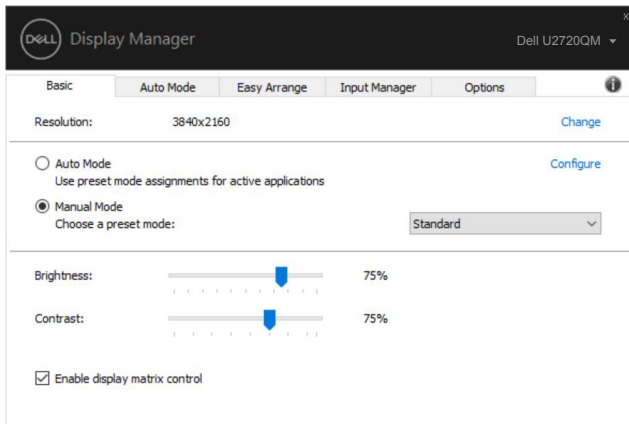 x
DELL Display Manager
Dell U2720QM
Basic Auto Mode Easy Arrange Input Manager Options
Resolution: 3840x2160 Change
Auto Mode Configure
Use preset mode assignments for active applications
Manual Mode
Choose a preset mode: Standard
Brightness: 75%
Contrast: 75%
Enable display matrix control